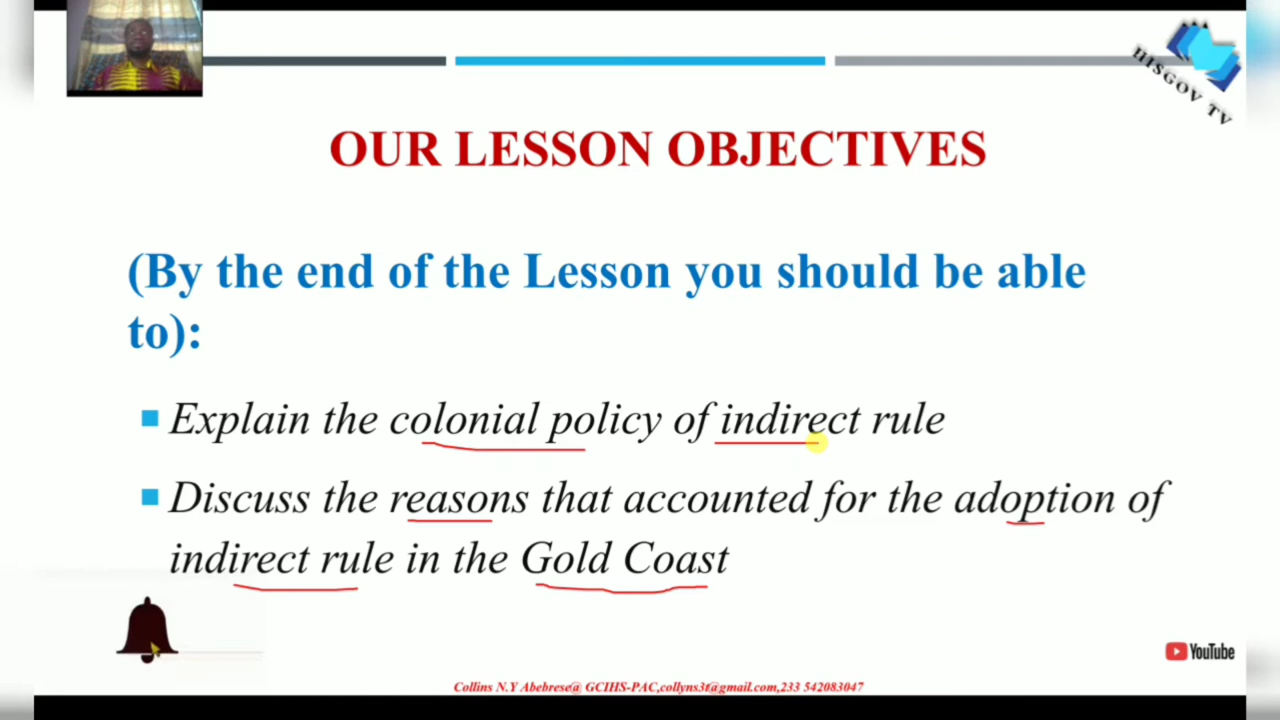 HISGOV TV
OUR LESSON OBJECTIVES
(By the end of the Lesson you should be able
to):
Explain the colonial policy of indirect rule
Discuss the reasons that accounted for the adoption of
indirect rule in the Gold Coast
YouTube
Collins N.Y Abebrese@ GCIHS-PAC,collyns3t@gmail.com,233 542083047